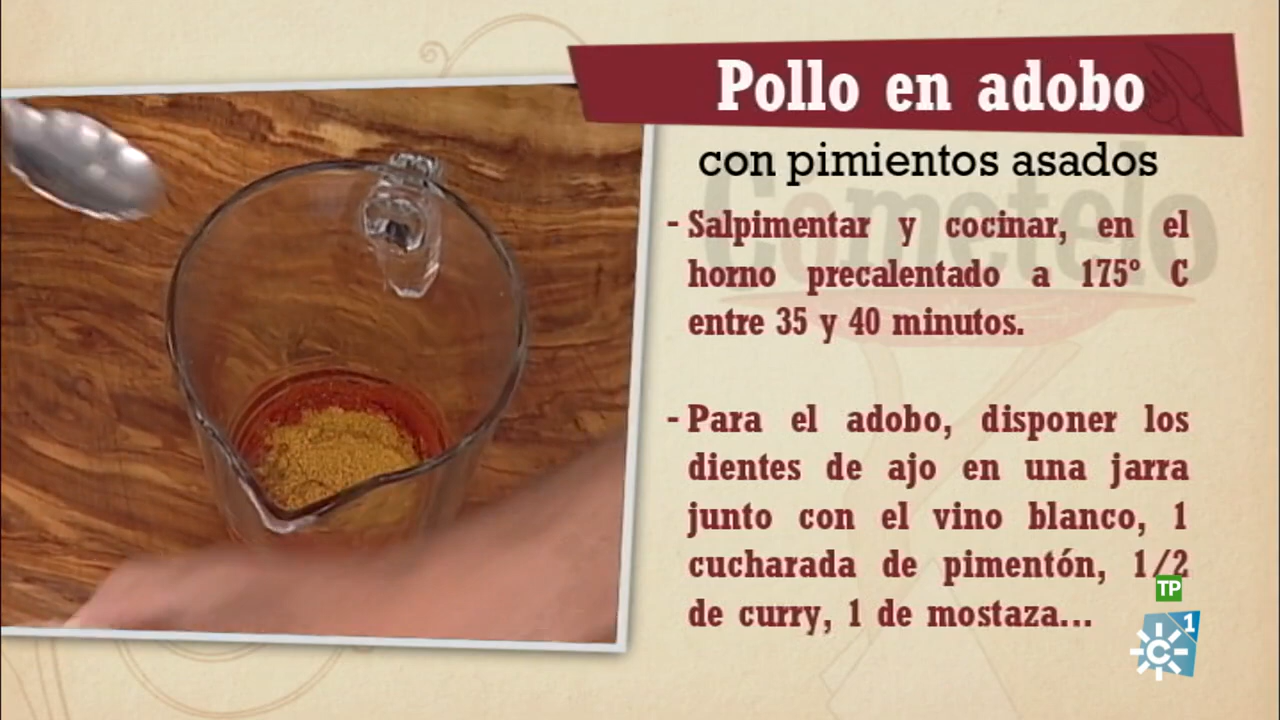 Pollo en adobo
con pimientos asados
Cometelo
- Salpimentar y cocinar, en el
horno precalentado a 175º C
entre 35 y 40 minutos.
- Para el adobo, disponer los
dientes de ajo en una jarra
junto con el vino blanco, 1
cucharada de pimentón, 1/2
de curry, 1 de mostaza...
TP
1
C